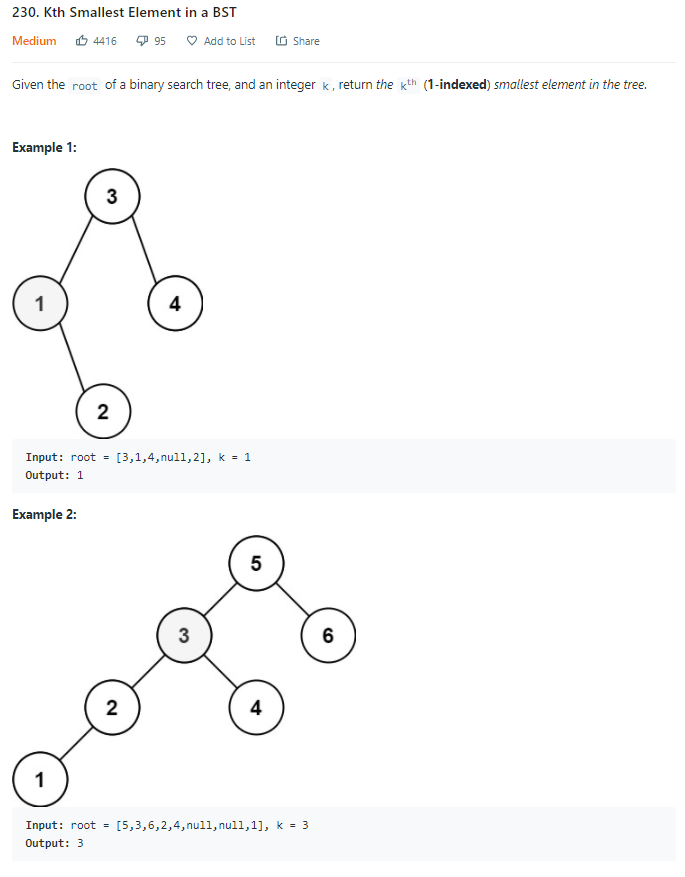 230. Kth Smallest Element in a BST
Medium 4416 95 Add to List Share
Given the root of a binary search tree, and an integer k, return the kth (1-indexed) smallest element in the tree.
Example 1:
3
1 4
2
Input: root = [3,1,4,null,2], k = 1
Output: 1
Example 2:
5
3 6
2 4
1
Input: root = [5,3,6,2,4,null,null,1], k = 3
Output: 3